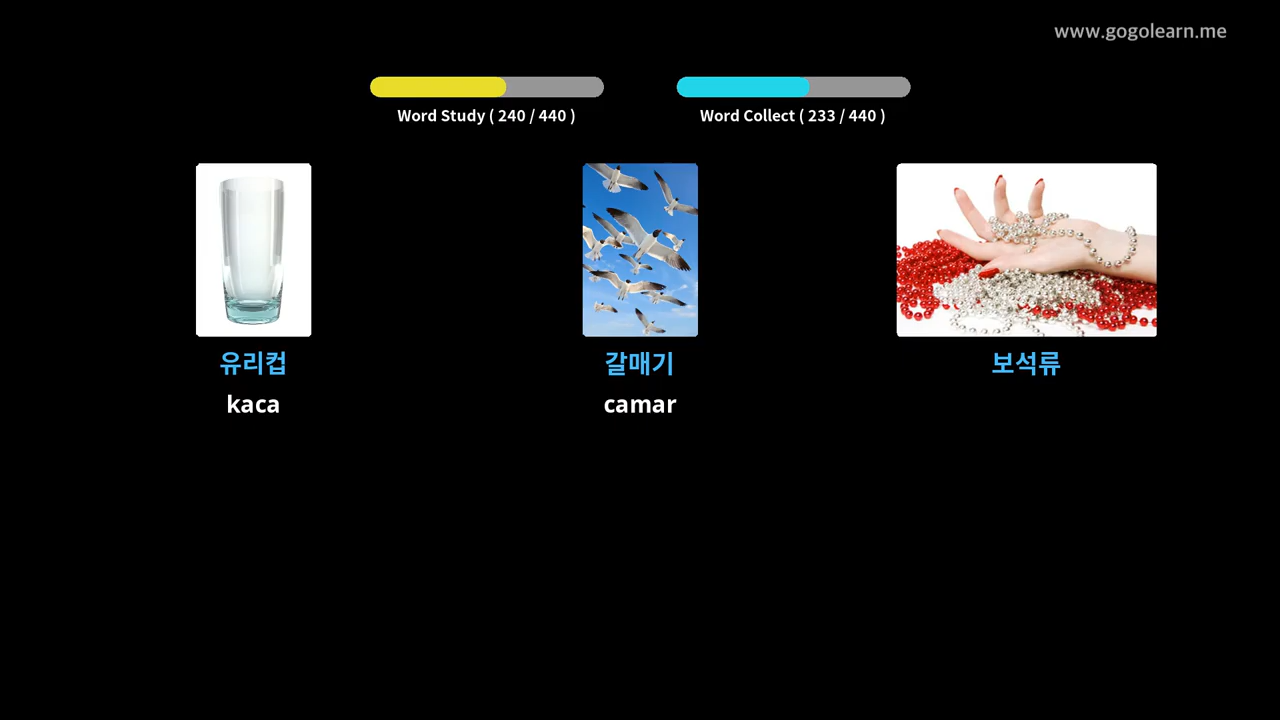 www.gogolearn.me
Word Study ( 240 / 440 )
Word Collect ( 233 / 440 )
유리컵
갈매기
보석류
kaca
camar